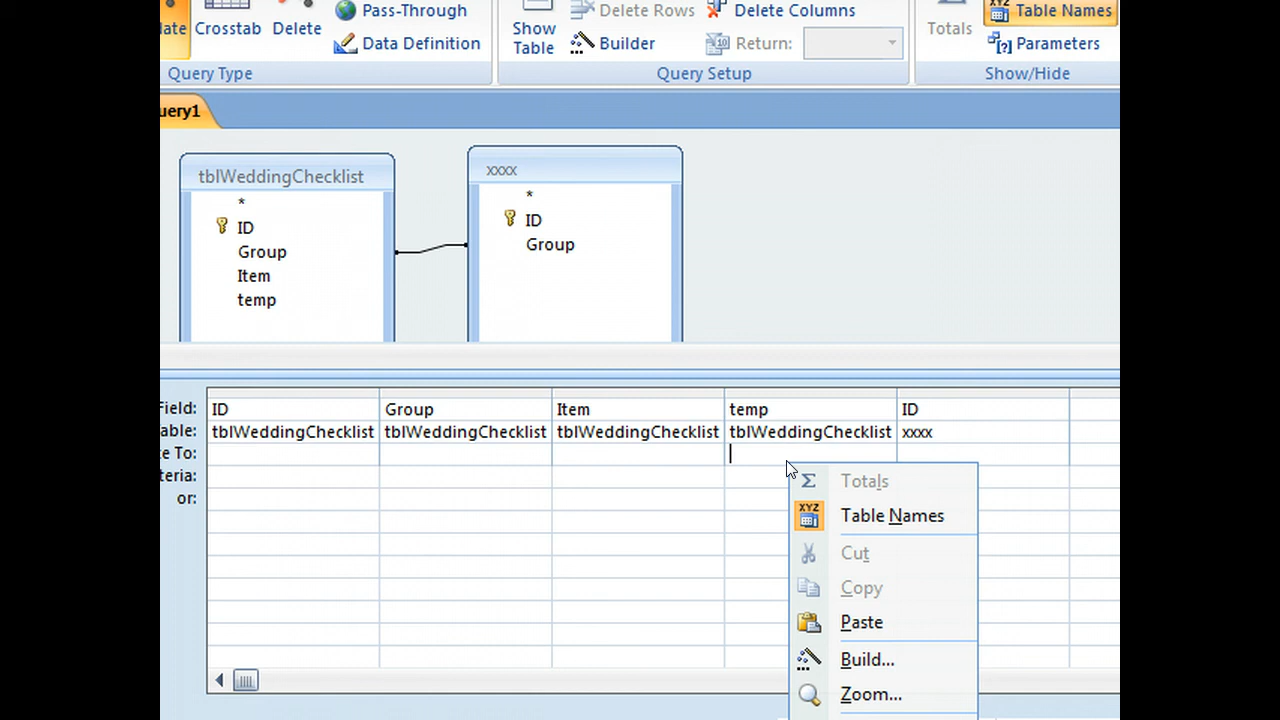 ate Crosstab Delete
Pass-Through
Data Definition
Show Table
Delete Rows
Builder
Delete Columns
Return:
Totals
Table Names
Parameters
Query Type
Query Setup
Show/Hide
uery1
tblWeddingChecklist
*
ID
Group
Item
temp
xxxx
*
ID
Group
Field: ID Group Item temp ID
able: tblWeddingChecklist tblWeddingChecklist tblWeddingChecklist tblWeddingChecklist xxxx
e To:
teria:
or:
Totals
XYZ Table Names
Cut
Copy
Paste
Build...
Zoom...